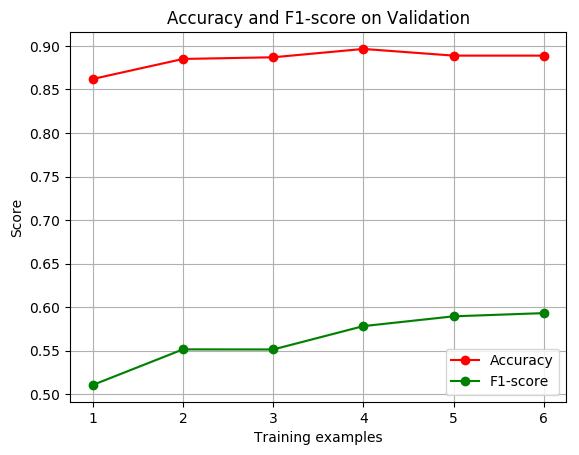 Accuracy and F1-score on Validation
0.90
0.85
0.80
0.75
0.70
0.65
0.60
0.55
0.50
Score
Accuracy
F1-score
1 2 3 4 5 6
Training examples